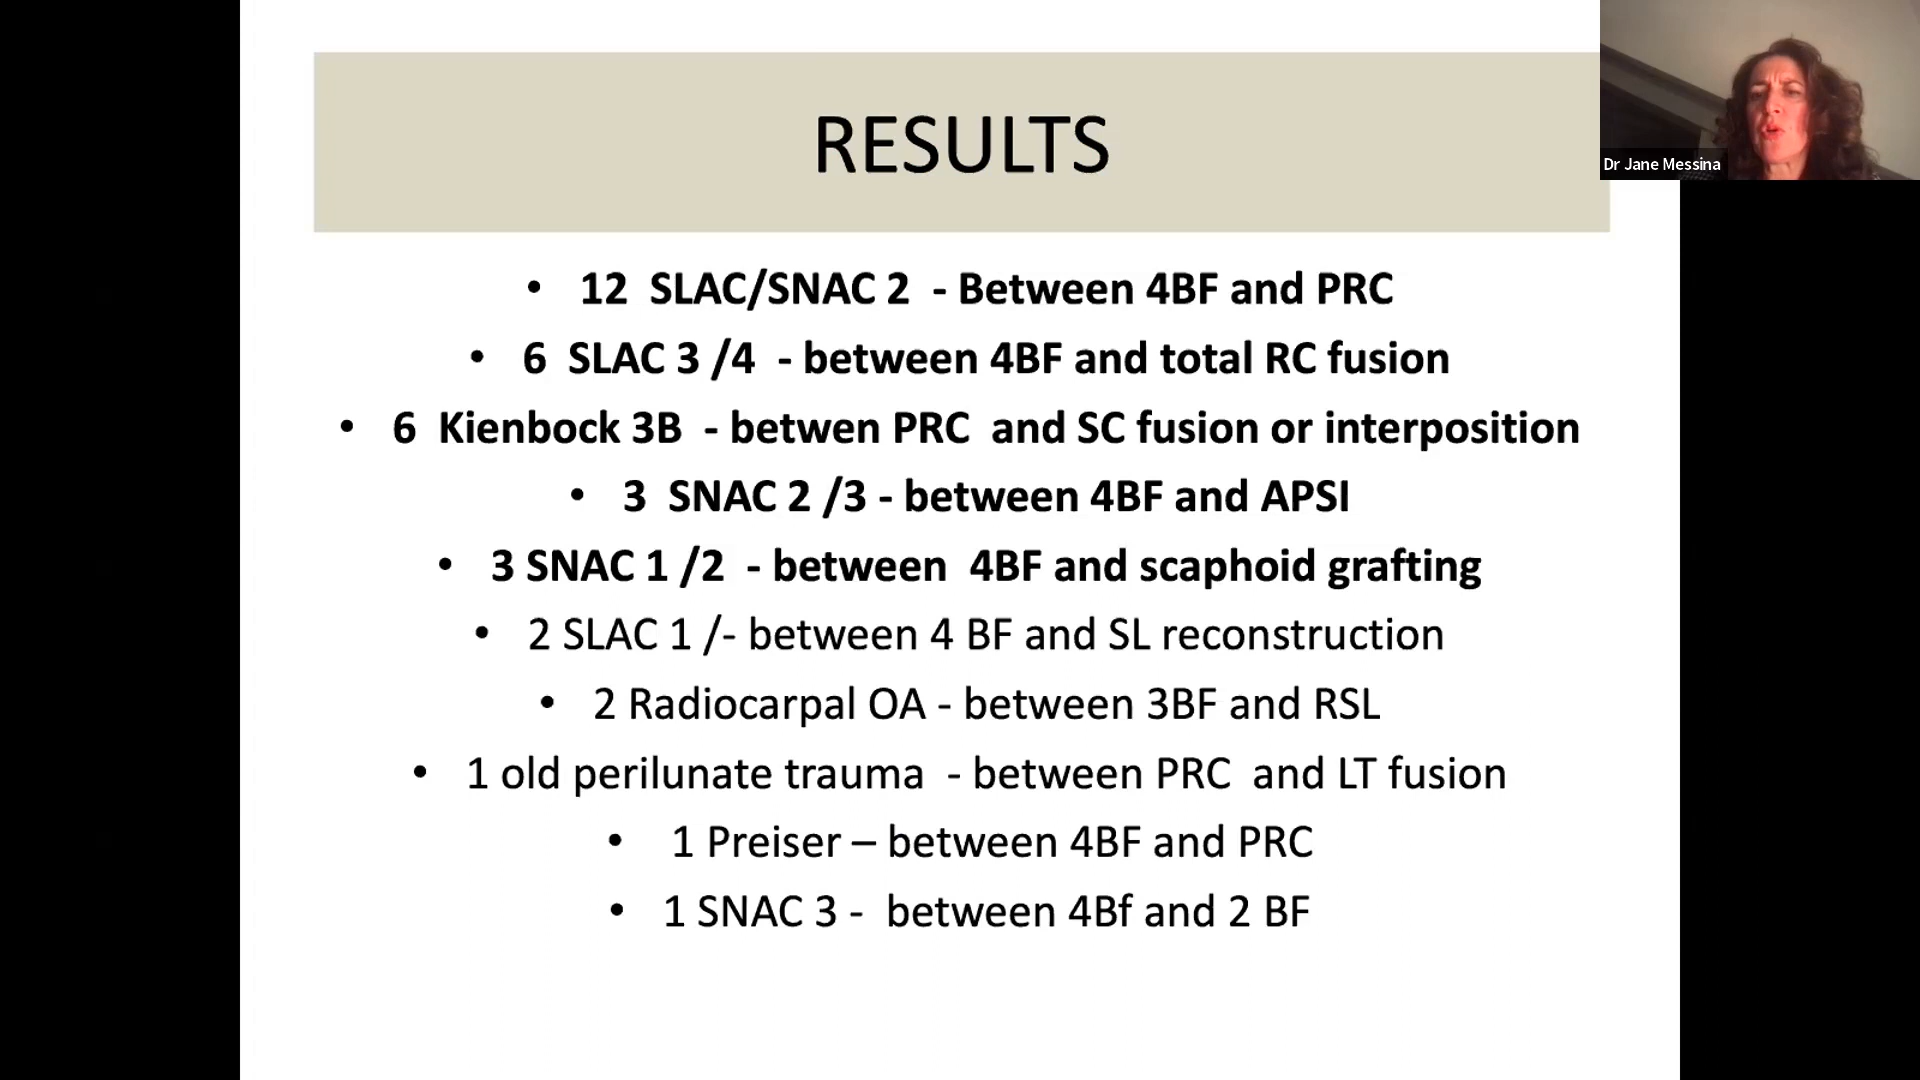 RESULTS
Dr Jane Messina
• 12 SLAC/SNAC 2 - Between 4BF and PRC
• 6 SLAC 3 /4 - between 4BF and total RC fusion
• 6 Kienbock 3B - betwen PRC and SC fusion or interposition
• 3 SNAC 2 /3 - between 4BF and APSI
• 3 SNAC 1 /2 - between 4BF and scaphoid grafting
• 2 SLAC 1 /- between 4 BF and SL reconstruction
• 2 Radiocarpal OA - between 3BF and RSL
• 1 old perilunate trauma - between PRC and LT fusion
• 1 Preiser – between 4BF and PRC
• 1 SNAC 3 - between 4Bf and 2 BF